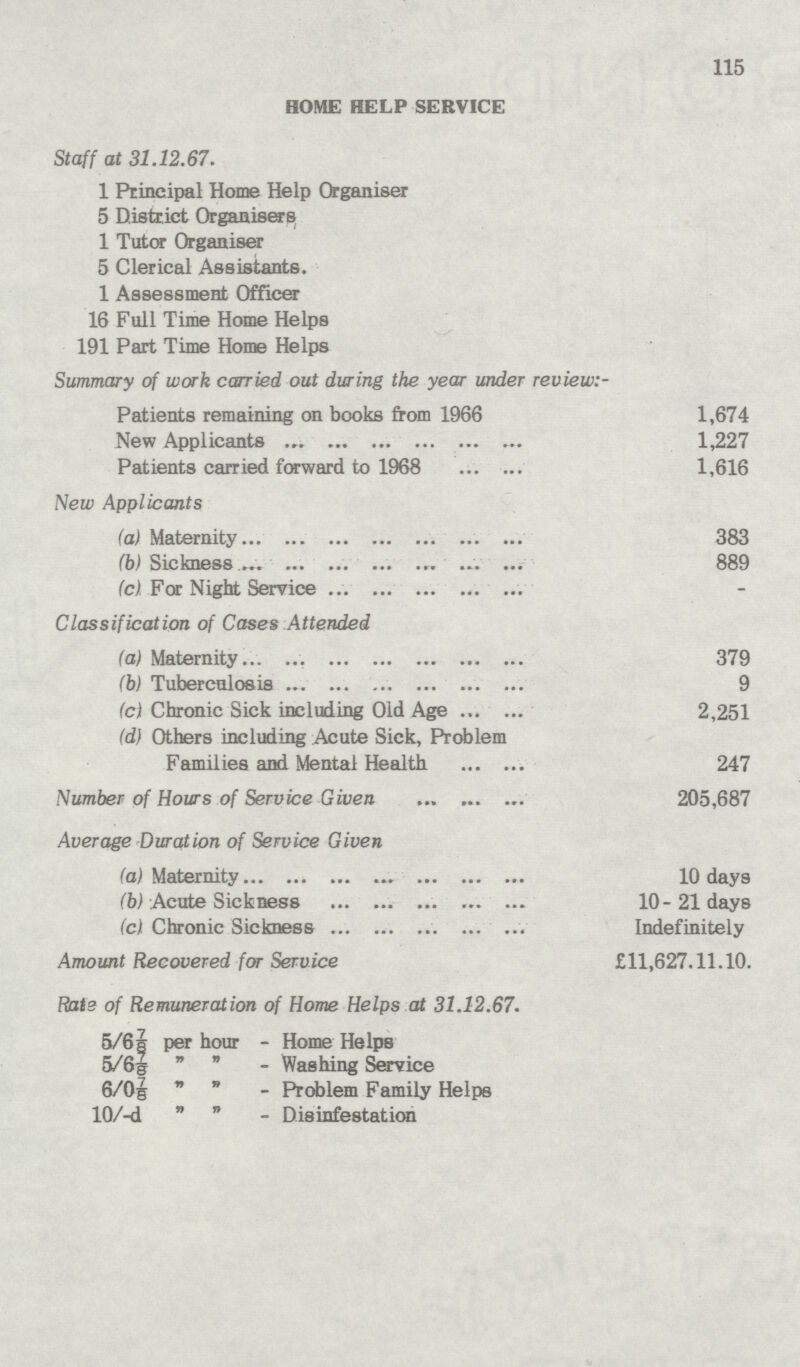 115
HOME HELP SERVICE
Staff at 31.12.67.
1 Principal Home Help Organiser
5 District Organisers
1 Tutor Organiser
5 Clerical Assistants.
1 Assessment Officer
16 Full Time Home Helps
191 Part Time Home Helps
Summary of work carried out during the year under review:-
Patients remaining on books from 1966 1,674
New Applicants ... ... ... ... ... ... 1,227
Patients carried forward to 1968 ... ... 1,616
New Applicants
(a) Maternity... ... ... ... ... ... ... 383
(b) Sickness ... ... ... ... ... ... ... 889
(c) For Night Service ... ... ... ... ... -
Classification of Cases Attended
(a) Maternity... ... ... ... ... ... ... 379
(b) Tuberculosis ... ... ... ... ... ... 9
(c) Chronic Sick including Old Age ... ... 2,251
(d) Others including Acute Sick, Problem
Families and Mental Health ... ... 247
Number of Hours of Service Given ... ... ... 205,687
Average Duration of Service Given
(a) Maternity... ... ... ... ... ... ... 10 days
(b) Acute Sickness ... ... ... ... ... 10- 21 days
(c) Chronic Sickness ... ... ... ... ... Indefinitely
Amount Recovered for Service £11,627.11.10.
Rate of Remuneration of Home Helps at 31.12.67.
5/6⅞ per hour - Home Helps
5/6⅞ " " - Washing Service
6/0⅞ " " - Problem Family Helps
10/-d " " - Disinfestation